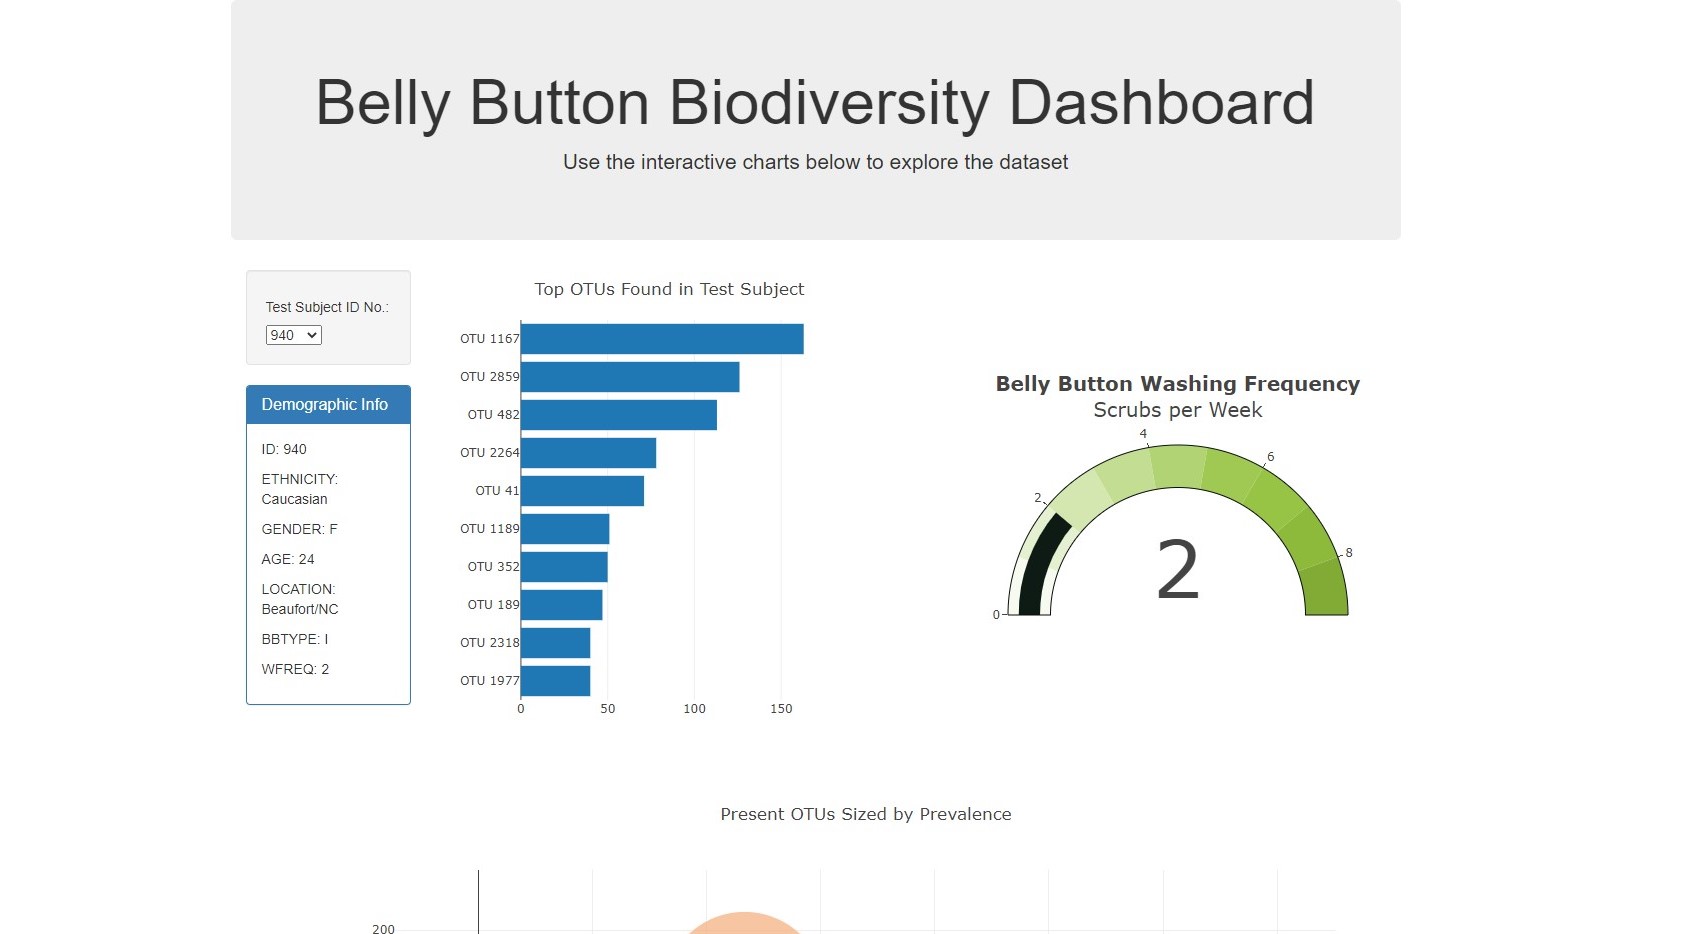 Belly Button Biodiversity Dashboard
Use the interactive charts below to explore the dataset
Test Subject ID No.:
940
Demographic Info
ID: 940
ETHNICITY:
Caucasian
GENDER: F
AGE: 24
LOCATION:
Beaufort/NC
BBTYPE: I
WFREQ: 2
Top OTUs Found in Test Subject
OTU 1167
OTU 2859
OTU 482
OTU 2264
OTU 41
OTU 1189
OTU 352
OTU 189
OTU 2318
OTU 1977
0 50 100 150
Belly Button Washing Frequency
Scrubs per Week
4
6
2
8
2
0
Present OTUs Sized by Prevalence
200